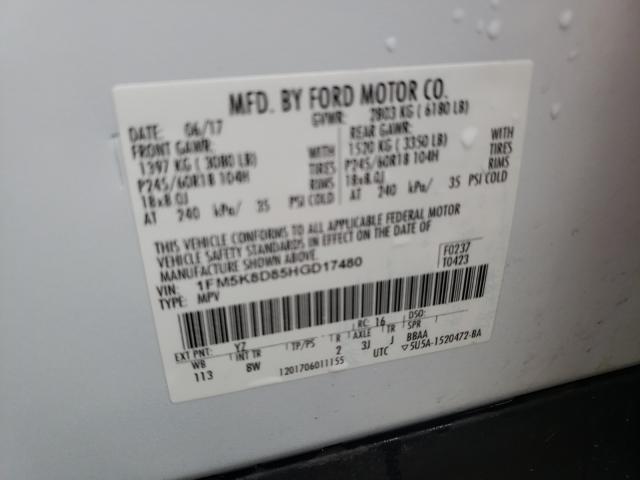 MFD. BY FORD MOTOR CO.
DATE: 06/17 GVWR: 2803 KG ( 6180 LB)
FRONT GAWR: REAR GAWR:
1397 KG ( 3080 LB) WITH 1520 KG ( 3350 LB) WITH
P245/60R18 104H TIRES P245/60R18 104H TIRES
18x8.0J RIMS 18x8.0J RIMS
AT 240 kPa/ 35 PSI COLD AT 240 kPa/ 35 PSI COLD
THIS VEHICLE CONFORMS TO ALL APPLICABLE FEDERAL MOTOR
VEHICLE SAFETY STANDARDS IN EFFECT ON THE DATE OF
MANUFACTURE SHOWN ABOVE.
VIN: 1FM5K8D85HGD17480 F0237
TYPE: MPV T0423
EXT PNT: YZ RC: 16 DSO:
WB INT TR TP/PS R AXLE TR SPR
113 8W 2 3J J BBAA
1201706011155 UTC 5U5A-1520472-BA